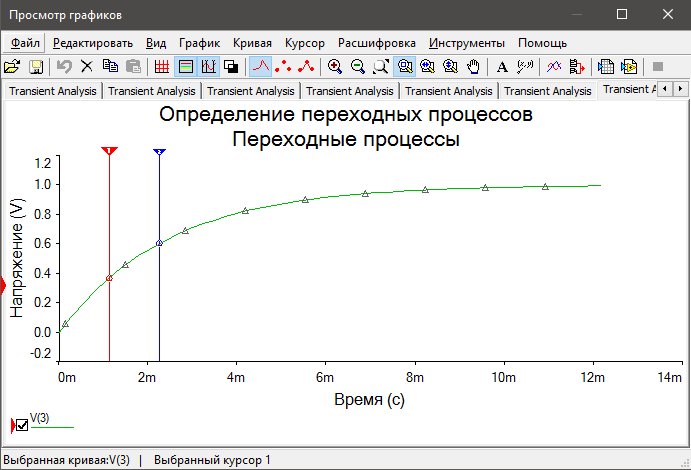 Просмотр графиков
Файл Редактировать Вид График Кривая Курсор Расшифровка Инструменты Помощь
A (x,y)
Transient Analysis Transient Analysis Transient Analysis Transient Analysis Transient Analysis Transient Analysis Transient A
Определение переходных процессов
Переходные процессы
1 2
Напряжение (V)
1.2
1.0
0.8
0.6
0.4
0.2
0.0
-0.2
0m 2m 4m 6m 8m 10m 12m 14m
Время (c)
V(3)
Выбранная кривая:V(3) | Выбранный курсор 1